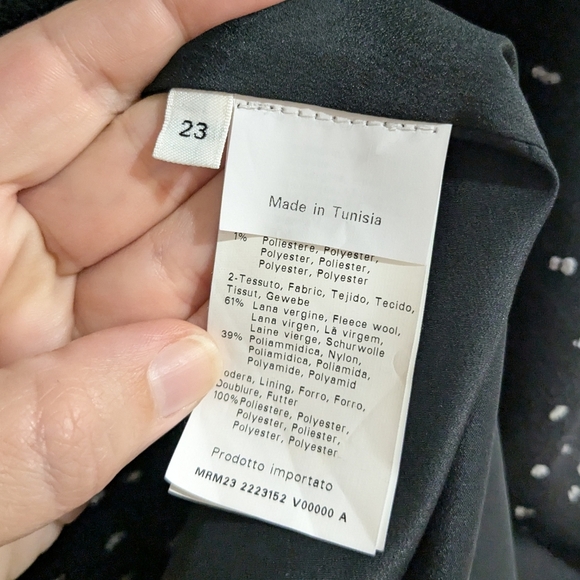 23
Made in Tunisia
1% Poliestere, Polyester,
Polyester, Poliester,
Polyester, Polyester
2-Tessuto, Fabric, Tejido, Tecido,
Tissut, Gewebe
61% Lana vergine, Fleece wool,
Lana virgen, Lã virgem,
Laine vierge, Schurwolle
39% Poliammidica, Nylon,
Poliamidica, Poliamida,
Polyamide, Polyamid
odera, Lining, Forro, Forro,
Doublure, Futter
100% Poliestere, Polyester,
Polyester, Poliester,
Polyester, Polyester
Prodotto importato
MRM23 2223152 V00000 A